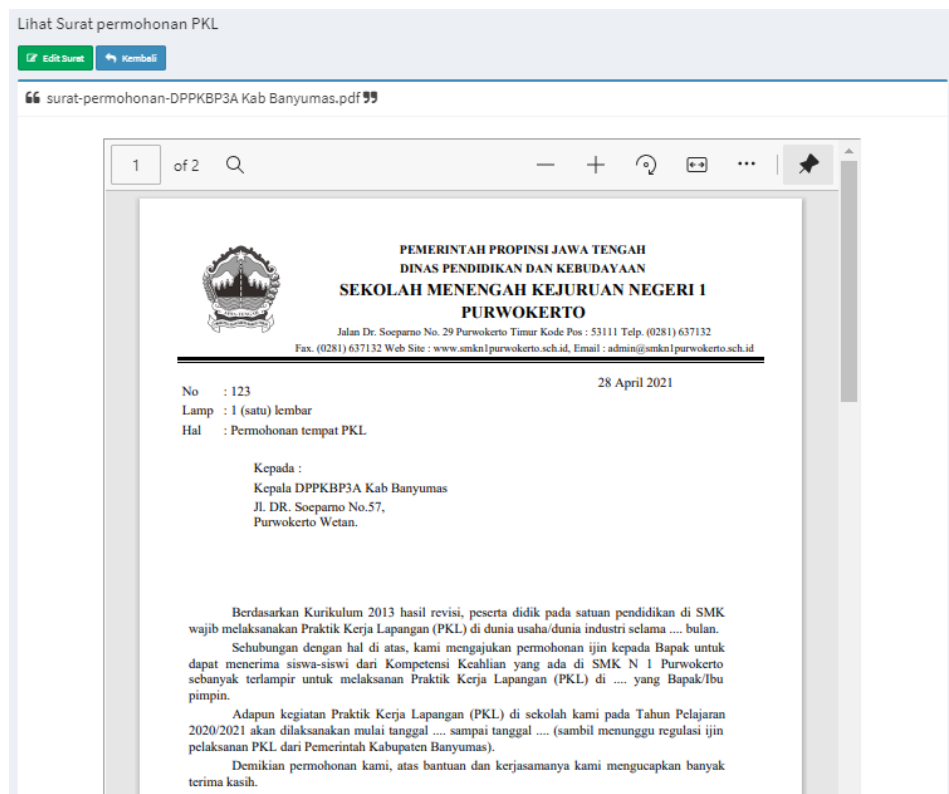 Lihat Surat permohonan PKL
Edit Surat Kembali
surat-permohonan-DPPKBP3A Kab Banyumas.pdf
1 of 2
PEMERINTAH PROPINSI JAWA TENGAH
DINAS PENDIDIKAN DAN KEBUDAYAAN
SEKOLAH MENENGAH KEJURUAN NEGERI 1
PURWOKERTO
Jalan Dr. Soeparno No. 29 Purwokerto Timur Kode Pos : 53111 Telp. (0281) 637132
Fax. (0281) 637132 Web Site : www.smkn1purwokerto.sch.id, Email : admin@smkn1purwokerto.sch.id
28 April 2021
No : 123
Lamp : 1 (satu) lembar
Hal : Permohonan tempat PKL
Kepada :
Kepala DPPKBP3A Kab Banyumas
Jl. DR. Soeparno No.57,
Purwokerto Wetan.
Berdasarkan Kurikulum 2013 hasil revisi, peserta didik pada satuan pendidikan di SMK
wajib melaksanakan Praktik Kerja Lapangan (PKL) di dunia usaha/dunia industri selama .... bulan.
Sehubungan dengan hal di atas, kami mengajukan permohonan ijin kepada Bapak untuk
dapat menerima siswa-siswi dari Kompetensi Keahlian yang ada di SMK N 1 Purwokerto
sebanyak terlampir untuk melaksanan Praktik Kerja Lapangan (PKL) di .... yang Bapak/Ibu
pimpin.
Adapun kegiatan Praktik Kerja Lapangan (PKL) di sekolah kami pada Tahun Pelajaran
2020/2021 akan dilaksanakan mulai tanggal .... sampai tanggal .... (sambil menunggu regulasi ijin
pelaksanan PKL dari Pemerintah Kabupaten Banyumas).
Demikian permohonan kami, atas bantuan dan kerjasamanya kami mengucapkan banyak
terima kasih.